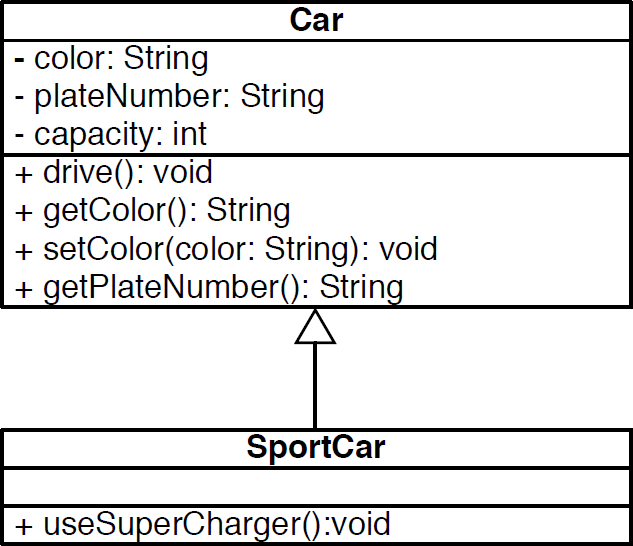 Car
- color: String
- plateNumber: String
- capacity: int
+ drive(): void
+ getColor(): String
+ setColor(color: String): void
+ getPlateNumber(): String
SportCar
+ useSuperCharger():void